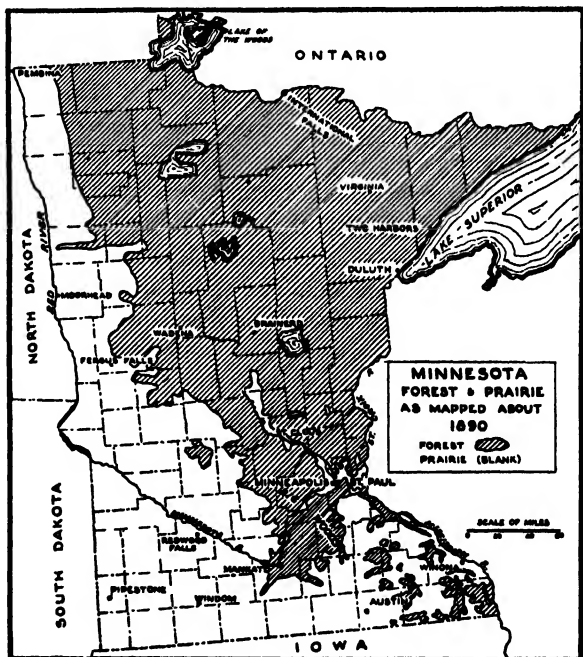 LAKE OF
THE WOODS
ONTARIO
PEMBINA
INTERNATIONAL
FALLS
VIRGINIA
TWO HARBORS
LAKE SUPERIOR
DULUTH
NORTH DAKOTA
RED RIVER
MOORHEAD
WADENA
BRAINERD
FERGUS FALLS
MINNESOTA
FOREST & PRAIRIE
AS MAPPED ABOUT
1890
FOREST
PRAIRIE (BLANK)
ST. CLOUD
MINNEAPOLIS
ST. PAUL
SCALE OF MILES
SOUTH DAKOTA
MINNESOTA
REDWOOD
FALLS
MANKATO
WINONA
PIPESTONE
WINDOM
AUSTIN
IOWA